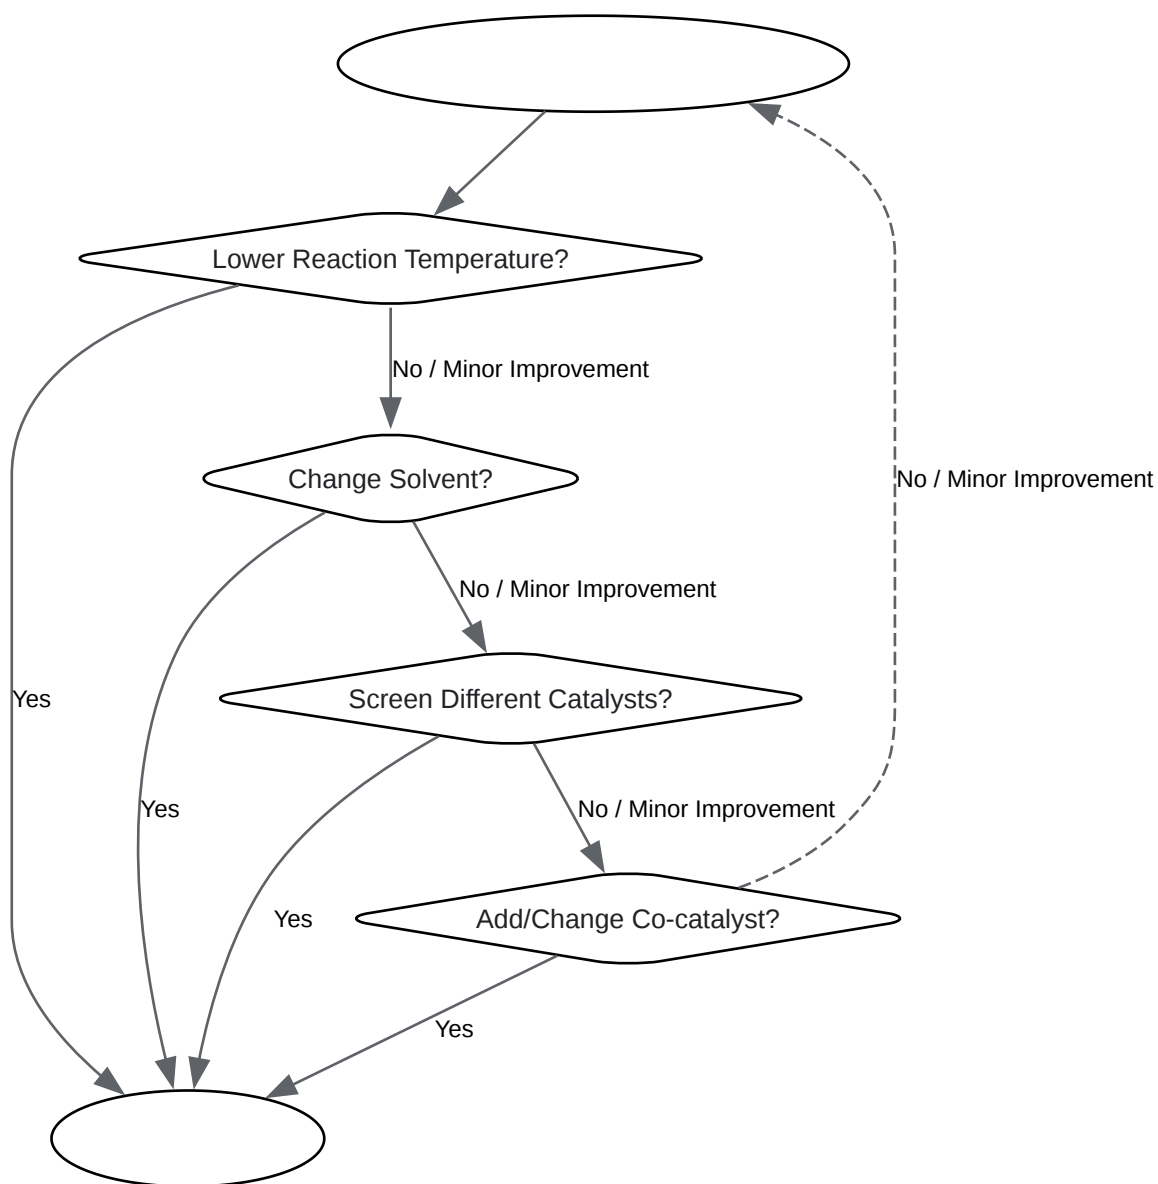 Lower Reaction Temperature?
No / Minor Improvement
Change Solvent?
No / Minor Improvement
No / Minor Improvement
Yes
Screen Different Catalysts?
Yes
No / Minor Improvement
Yes
Add/Change Co-catalyst?
Yes